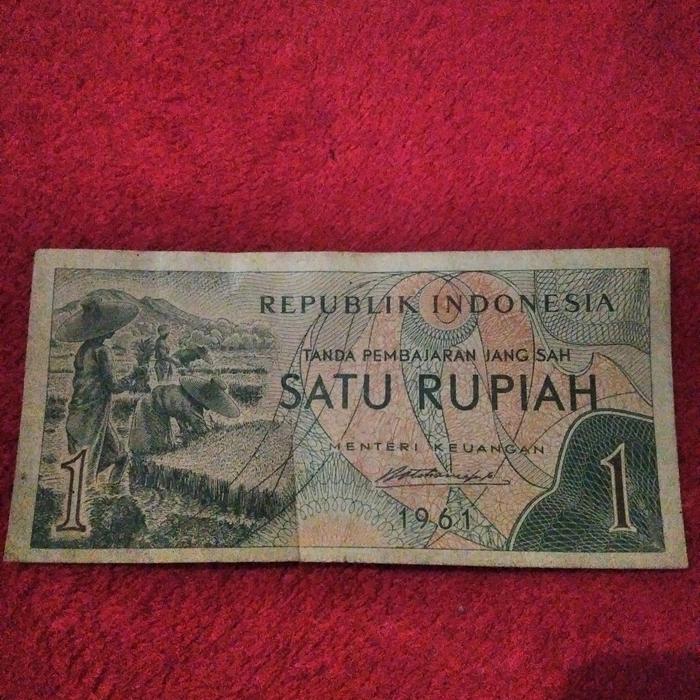 REPUBLIK INDONESIA
TANDA PEMBAJARAN JANG SAH
SATU RUPIAH
MENTERI KEUANGAN
1961
1
1